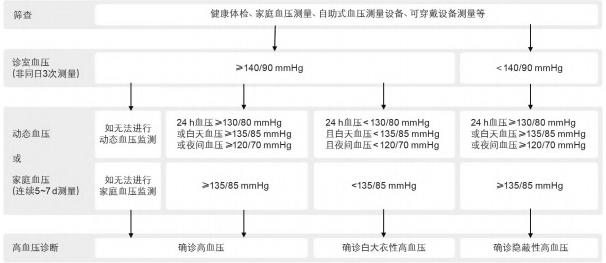 筛查
健康体检、家庭血压测量、自助式血压测量设备、可穿戴设备测量等
诊室血压
(非同日3次测量)
≥140/90 mmHg
<140/90 mmHg
动态血压
或
家庭血压
(连续5~7 d测量)
如无法进行
动态血压监测
24 h血压≥130/80 mmHg
或白天血压≥135/85 mmHg
或夜间血压≥120/70 mmHg
24 h血压<130/80 mmHg
且白天血压<135/85 mmHg
且夜间血压<120/70 mmHg
24 h血压≥130/80 mmHg
或白天血压≥135/85 mmHg
或夜间血压≥120/70 mmHg
如无法进行
家庭血压监测
≥135/85 mmHg
<135/85 mmHg
≥135/85 mmHg
高血压诊断
确诊高血压
确诊白大衣性高血压
确诊隐蔽性高血压